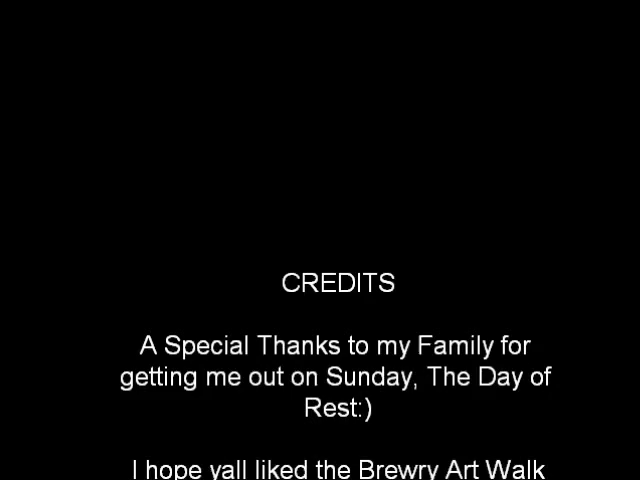 CREDITS
A Special Thanks to my Family for
getting me out on Sunday, The Day of
Rest:)
I hope yall liked the Brewry Art Walk